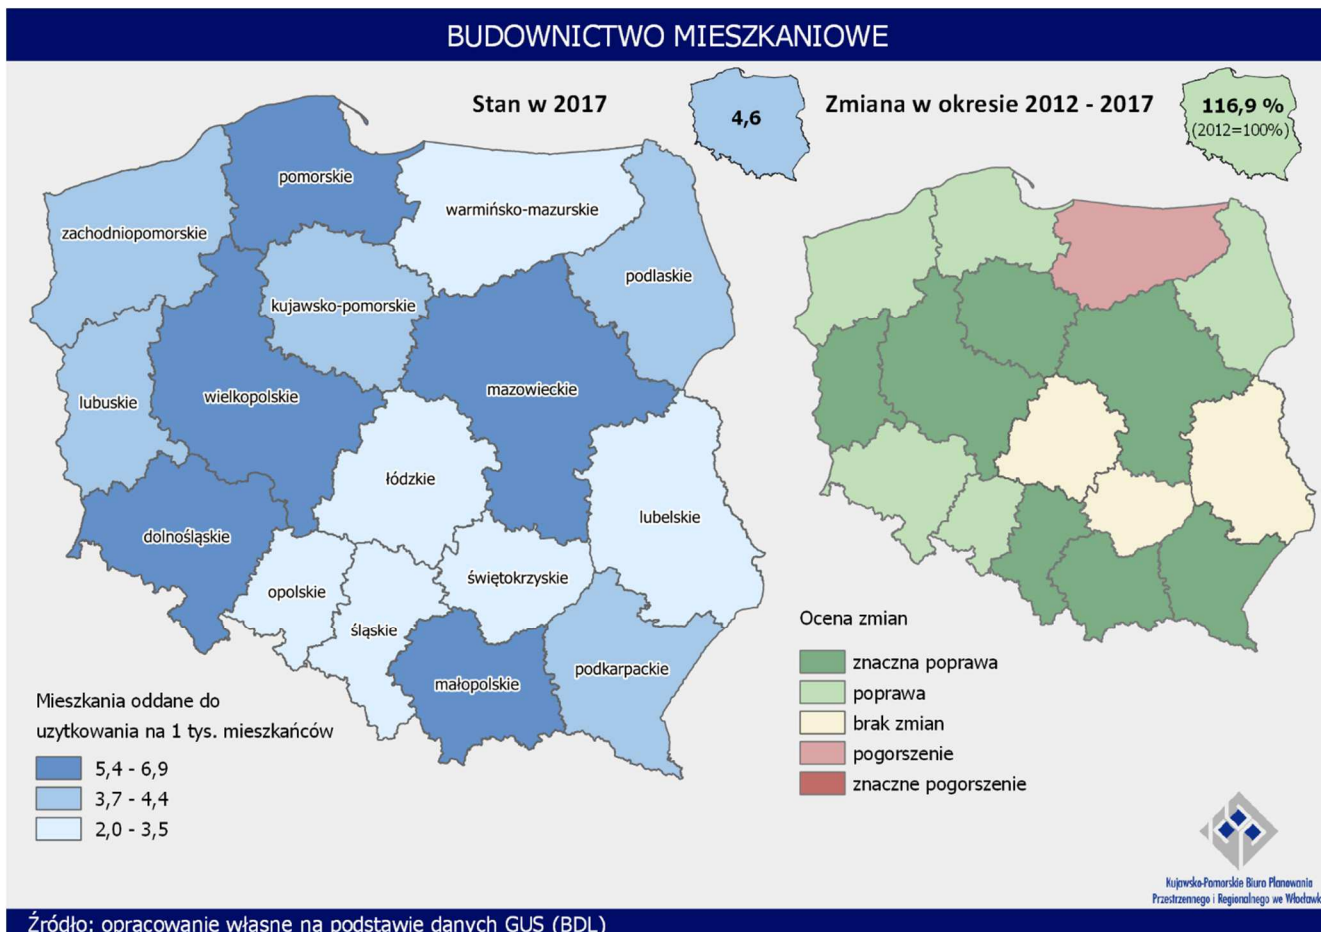 BUDOWNICTWO MIESZKANIOWE
Stan w 2017
4,6
Zmiana w okresie 2012 - 2017
116,9 %
(2012=100%)
pomorskie
warmińsko-mazurskie
zachodniopomorskie
podlaskie
kujawsko-pomorskie
mazowieckie
wielkopolskie
lubuskie
łódzkie
lubelskie
dolnośląskie
świętokrzyskie
opolskie
śląskie
podkarpackie
małopolskie
Mieszkania oddane do
uzytkowania na 1 tys. mieszkańców
5,4 - 6,9
3,7 - 4,4
2,0 - 3,5
Ocena zmian
znaczna poprawa
poprawa
brak zmian
pogorszenie
znaczne pogorszenie
Kujawsko-Pomorskie Biuro Planowania
Przestrzennego i Regionalnego we Włocławk
Źródło: opracowanie własne na podstawie danych GUS (BDL)